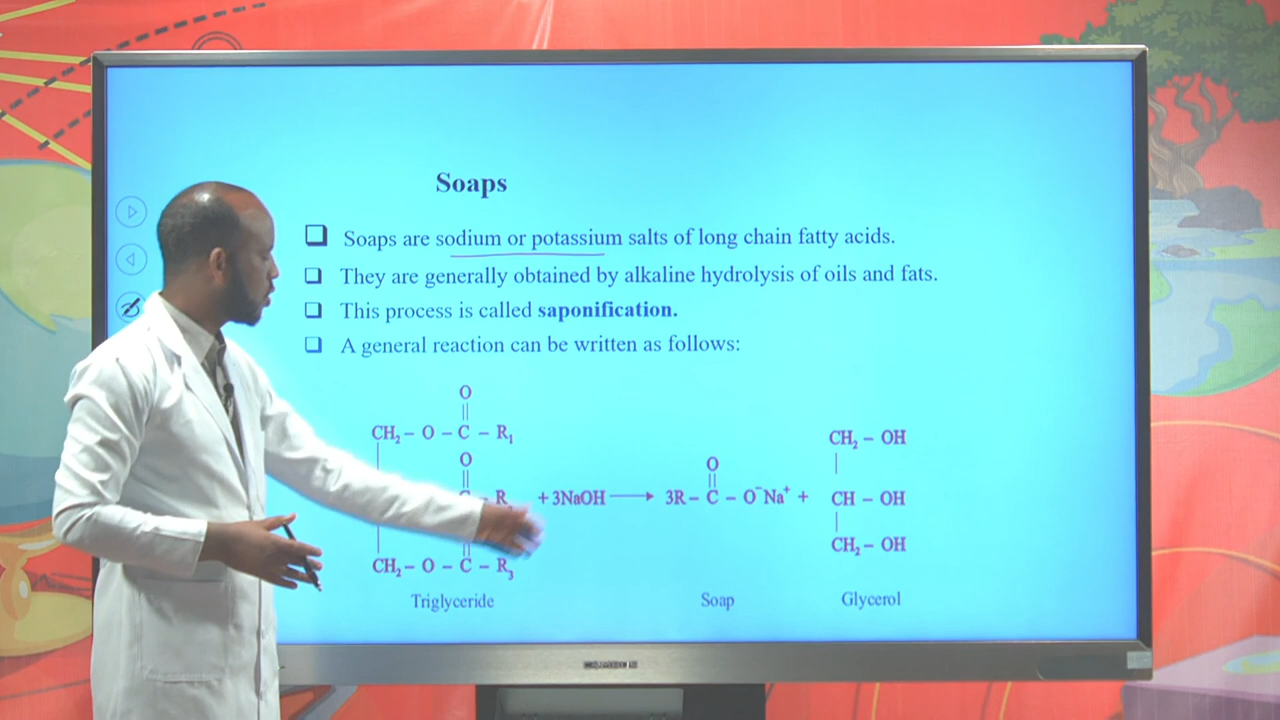 Soaps
Soaps are sodium or potassium salts of long chain fatty acids.
They are generally obtained by alkaline hydrolysis of oils and fats.
This process is called saponification.
A general reaction can be written as follows:
O
||
CH₂ – O – C – R₁
O
||
– R + 3NaOH ⟶ 3R – C – O⁻Na⁺ +
O
||
CH₂ – O – C – R₃
CH₂ – OH
|
CH – OH
|
CH₂ – OH
Triglyceride Soap Glycerol